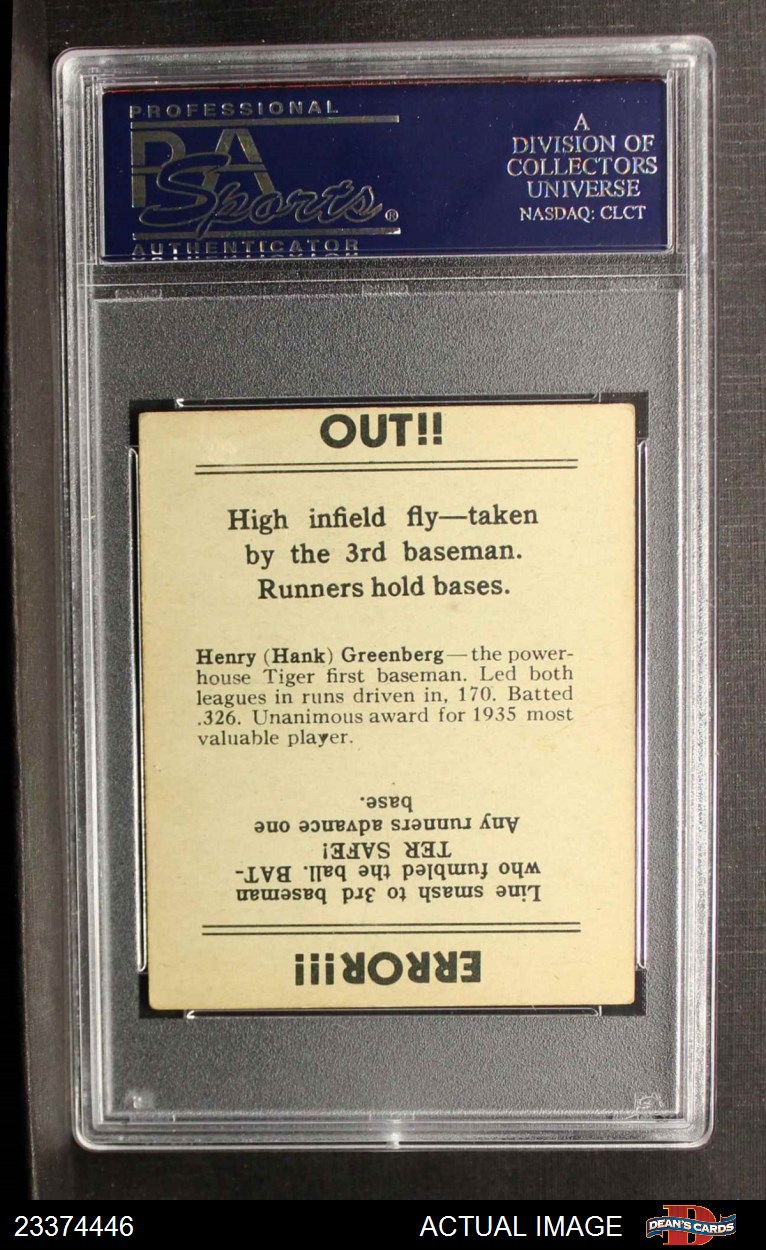 PROFESSIONAL
PSA
Sports®
AUTHENTICATOR
A
DIVISION OF
COLLECTORS
UNIVERSE
NASDAQ: CLCT
OUT!!
High infield fly—taken
by the 3rd baseman.
Runners hold bases.
Henry (Hank) Greenberg—the power-
house Tiger first baseman. Led both
leagues in runs driven in, 170. Batted
.326. Unanimous award for 1935 most
valuable player.
ERROR!!!
Line smash to 3rd baseman
who fumbled the ball. BAT-
TER SAFE!
Any runners advance one
base.
23374446
ACTUAL IMAGE
DEAN'S CARDS